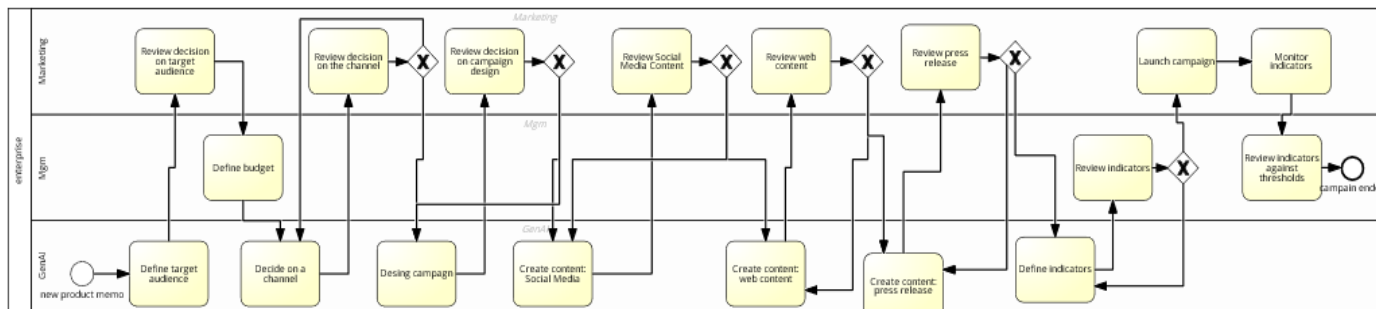 enterprise
Marketing
Marketing
Review decision
on target
audience
Review decision
on the channel
X
Review decision
on campaign
design
X
Review Social
Media Content
X
Review web
content
X
Review press
release
X
Launch campaign
Monitor
indicators
Mgm
Mgm
Define budget
Review indicators
X
Review indicators
against
thresholds
campain ende
GenAI
GenAI
new product memo
Define target
audience
Decide on a
channel
Desing campagn
Create content:
Social Media
Create content:
web content
Create content:
press release
Define indicators